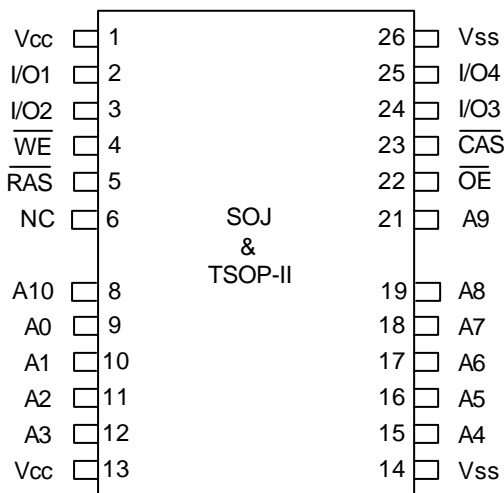 Vcc 1 26 Vss
I/O1 2 25 I/O4
I/O2 3 24 I/O3
WE 4 23 CAS
RAS 5 22 OE
NC 6 21 A9
SOJ
&
TSOP-II
A10 8 19 A8
A0 9 18 A7
A1 10 17 A6
A2 11 16 A5
A3 12 15 A4
Vcc 13 14 Vss